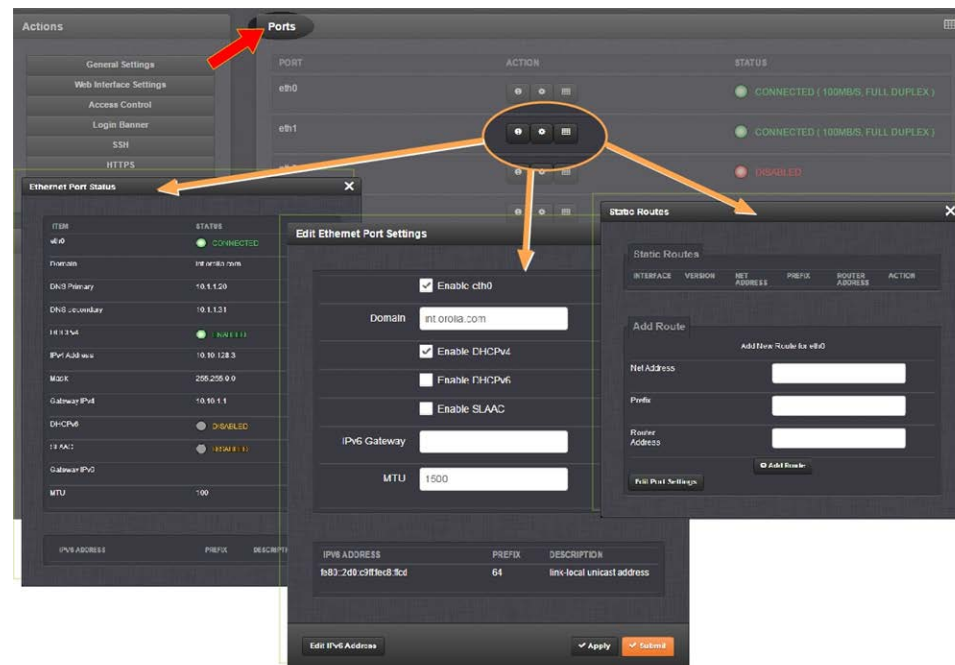 Actions
Ports
General Settings
Web Interface Settings
Access Control
Login Banner
SSH
HTTPS
PORT ACTION STATUS
eth0 CONNECTED ( 100MB/S, FULL DUPLEX )
eth1 CONNECTED ( 100MB/S, FULL DUPLEX )
DISABLED
Ethernet Port Status
ITEM STATUS
eth0 CONNECTED
Domain int.orolia.com
DNS Primary 10.1.1.20
DNS Secondary 10.1.1.31
DHCPv4 ENABLED
IPv4 Address 10.10.128.3
Mask 255.255.0.0
Gateway IPv4 10.10.1.1
DHCPv6 DISABLED
SLAAC DISABLED
Gateway IPv6
MTU 100
IPV6 ADDRESS PREFIX
Edit Ethernet Port Settings
Enable eth0
Domain int.orolia.com
Enable DHCPv4
Enable DHCPv6
Enable SLAAC
IPv6 Gateway
MTU 1500
IPV6 ADDRESS PREFIX DESCRIPTION
64 link-local unicast address
Edit IPv6 Address Apply Submit
Static Routes
Static Routes
INTERFACE VERSION NET ADDRESS PREFIX ROUTER ADDRESS ACTION
Add Route
Add New Route for eth0
Net Address
Prefix
Router
Address
Add Route
Edit Port Settings